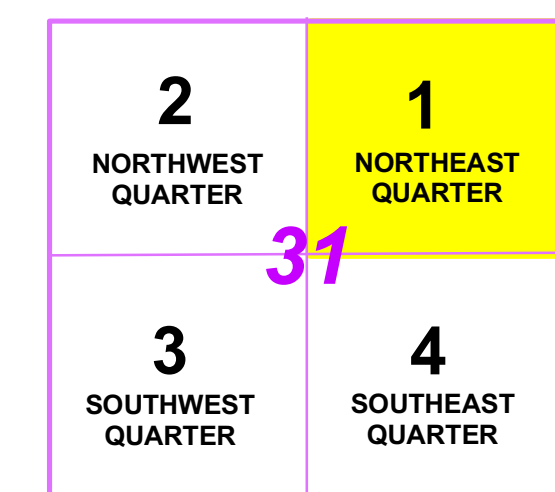 2
NORTHWEST
QUARTER
1
NORTHEAST
QUARTER
31
3
SOUTHWEST
QUARTER
4
SOUTHEAST
QUARTER